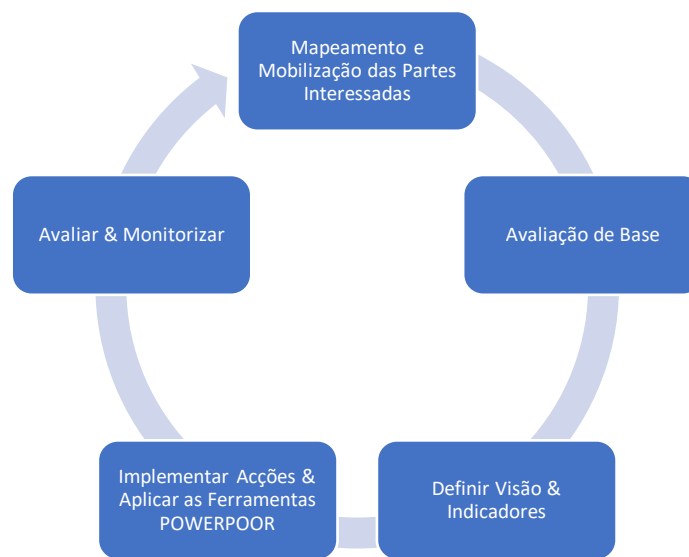 Mapeamento e
Mobilização das Partes
Interessadas
Avaliação de Base
Definir Visão &
Indicadores
Implementar Acções &
Aplicar as Ferramentas
POWERPOOR
Avaliar & Monitorizar